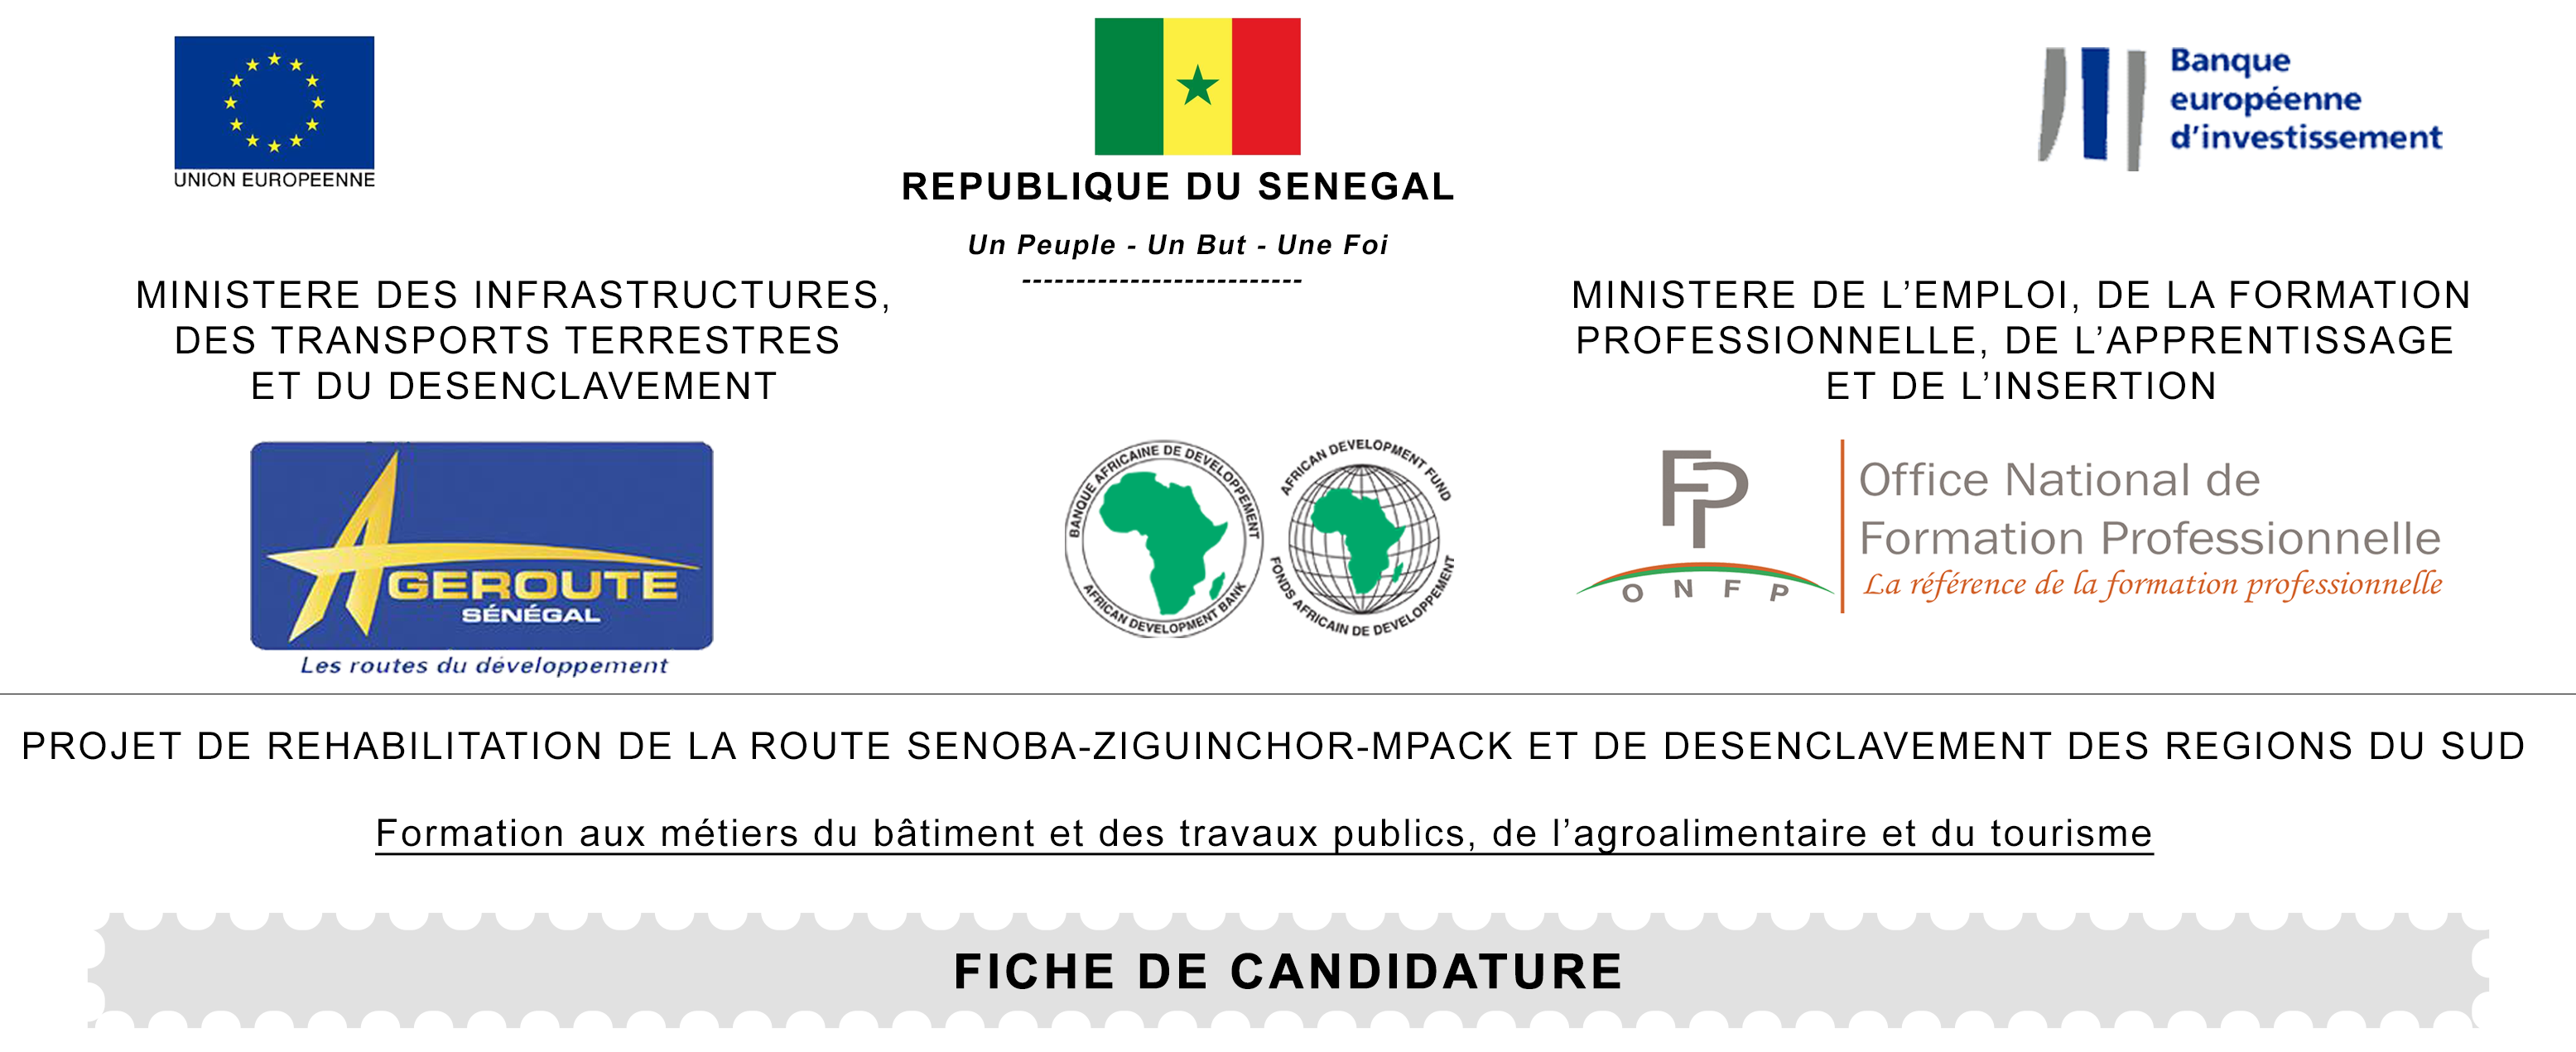 UNION EUROPEENNE
REPUBLIQUE DU SENEGAL
Un Peuple - Un But - Une Foi
--------------------------
Banque
européenne
d'investissement
MINISTERE DES INFRASTRUCTURES,
DES TRANSPORTS TERRESTRES
ET DU DESENCLAVEMENT
MINISTERE DE L’EMPLOI, DE LA FORMATION
PROFESSIONNELLE, DE L’APPRENTISSAGE
ET DE L’INSERTION
AGEROUTE
SÉNÉGAL
Les routes du développement
BANQUE AFRICAINE DE DEVELOPPEMENT
AFRICAN DEVELOPMENT BANK
AFRICAN DEVELOPMENT FUND
FONDS AFRICAIN DE DEVELOPPEMENT
FP
O N F P
Office National de
Formation Professionnelle
La référence de la formation professionnelle
PROJET DE REHABILITATION DE LA ROUTE SENOBA-ZIGUINCHOR-MPACK ET DE DESENCLAVEMENT DES REGIONS DU SUD
Formation aux métiers du bâtiment et des travaux publics, de l’agroalimentaire et du tourisme
FICHE DE CANDIDATURE